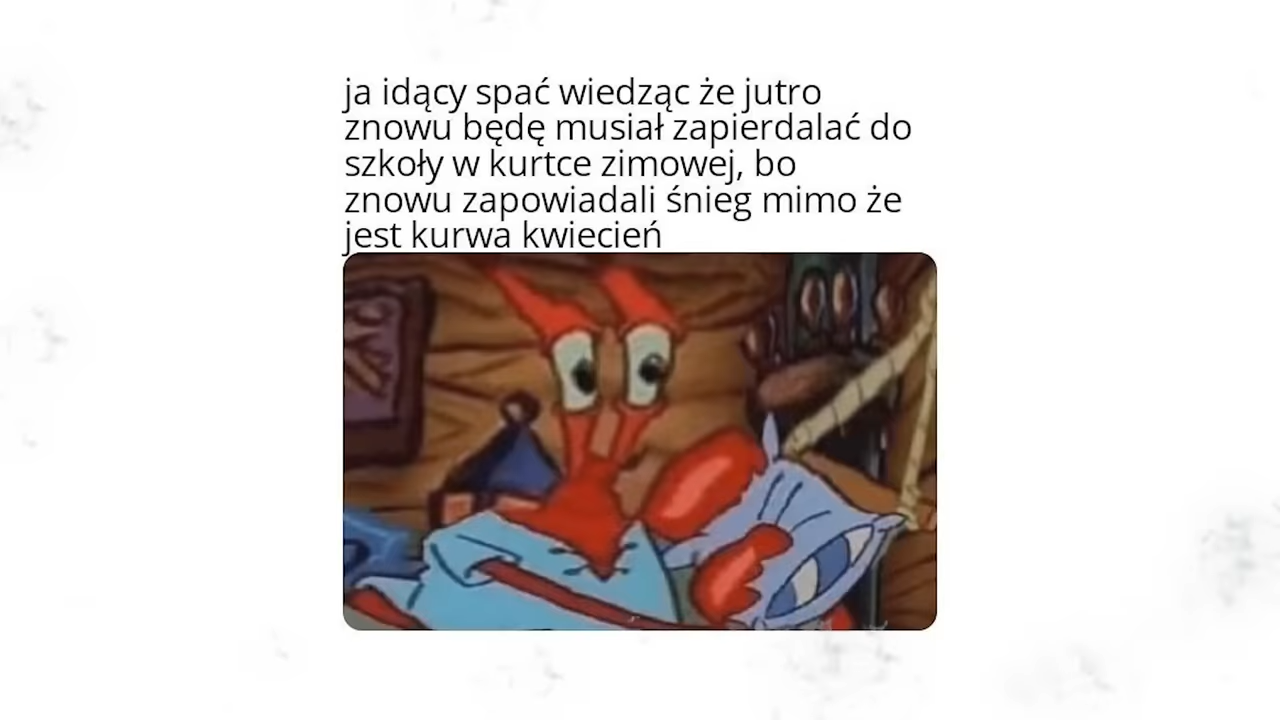 ja idący spać wiedząc że jutro
znowu będę musiał zapierdalać do
szkoły w kurtce zimowej, bo
znowu zapowiadali śnieg mimo że
jest kurwa kwiecień